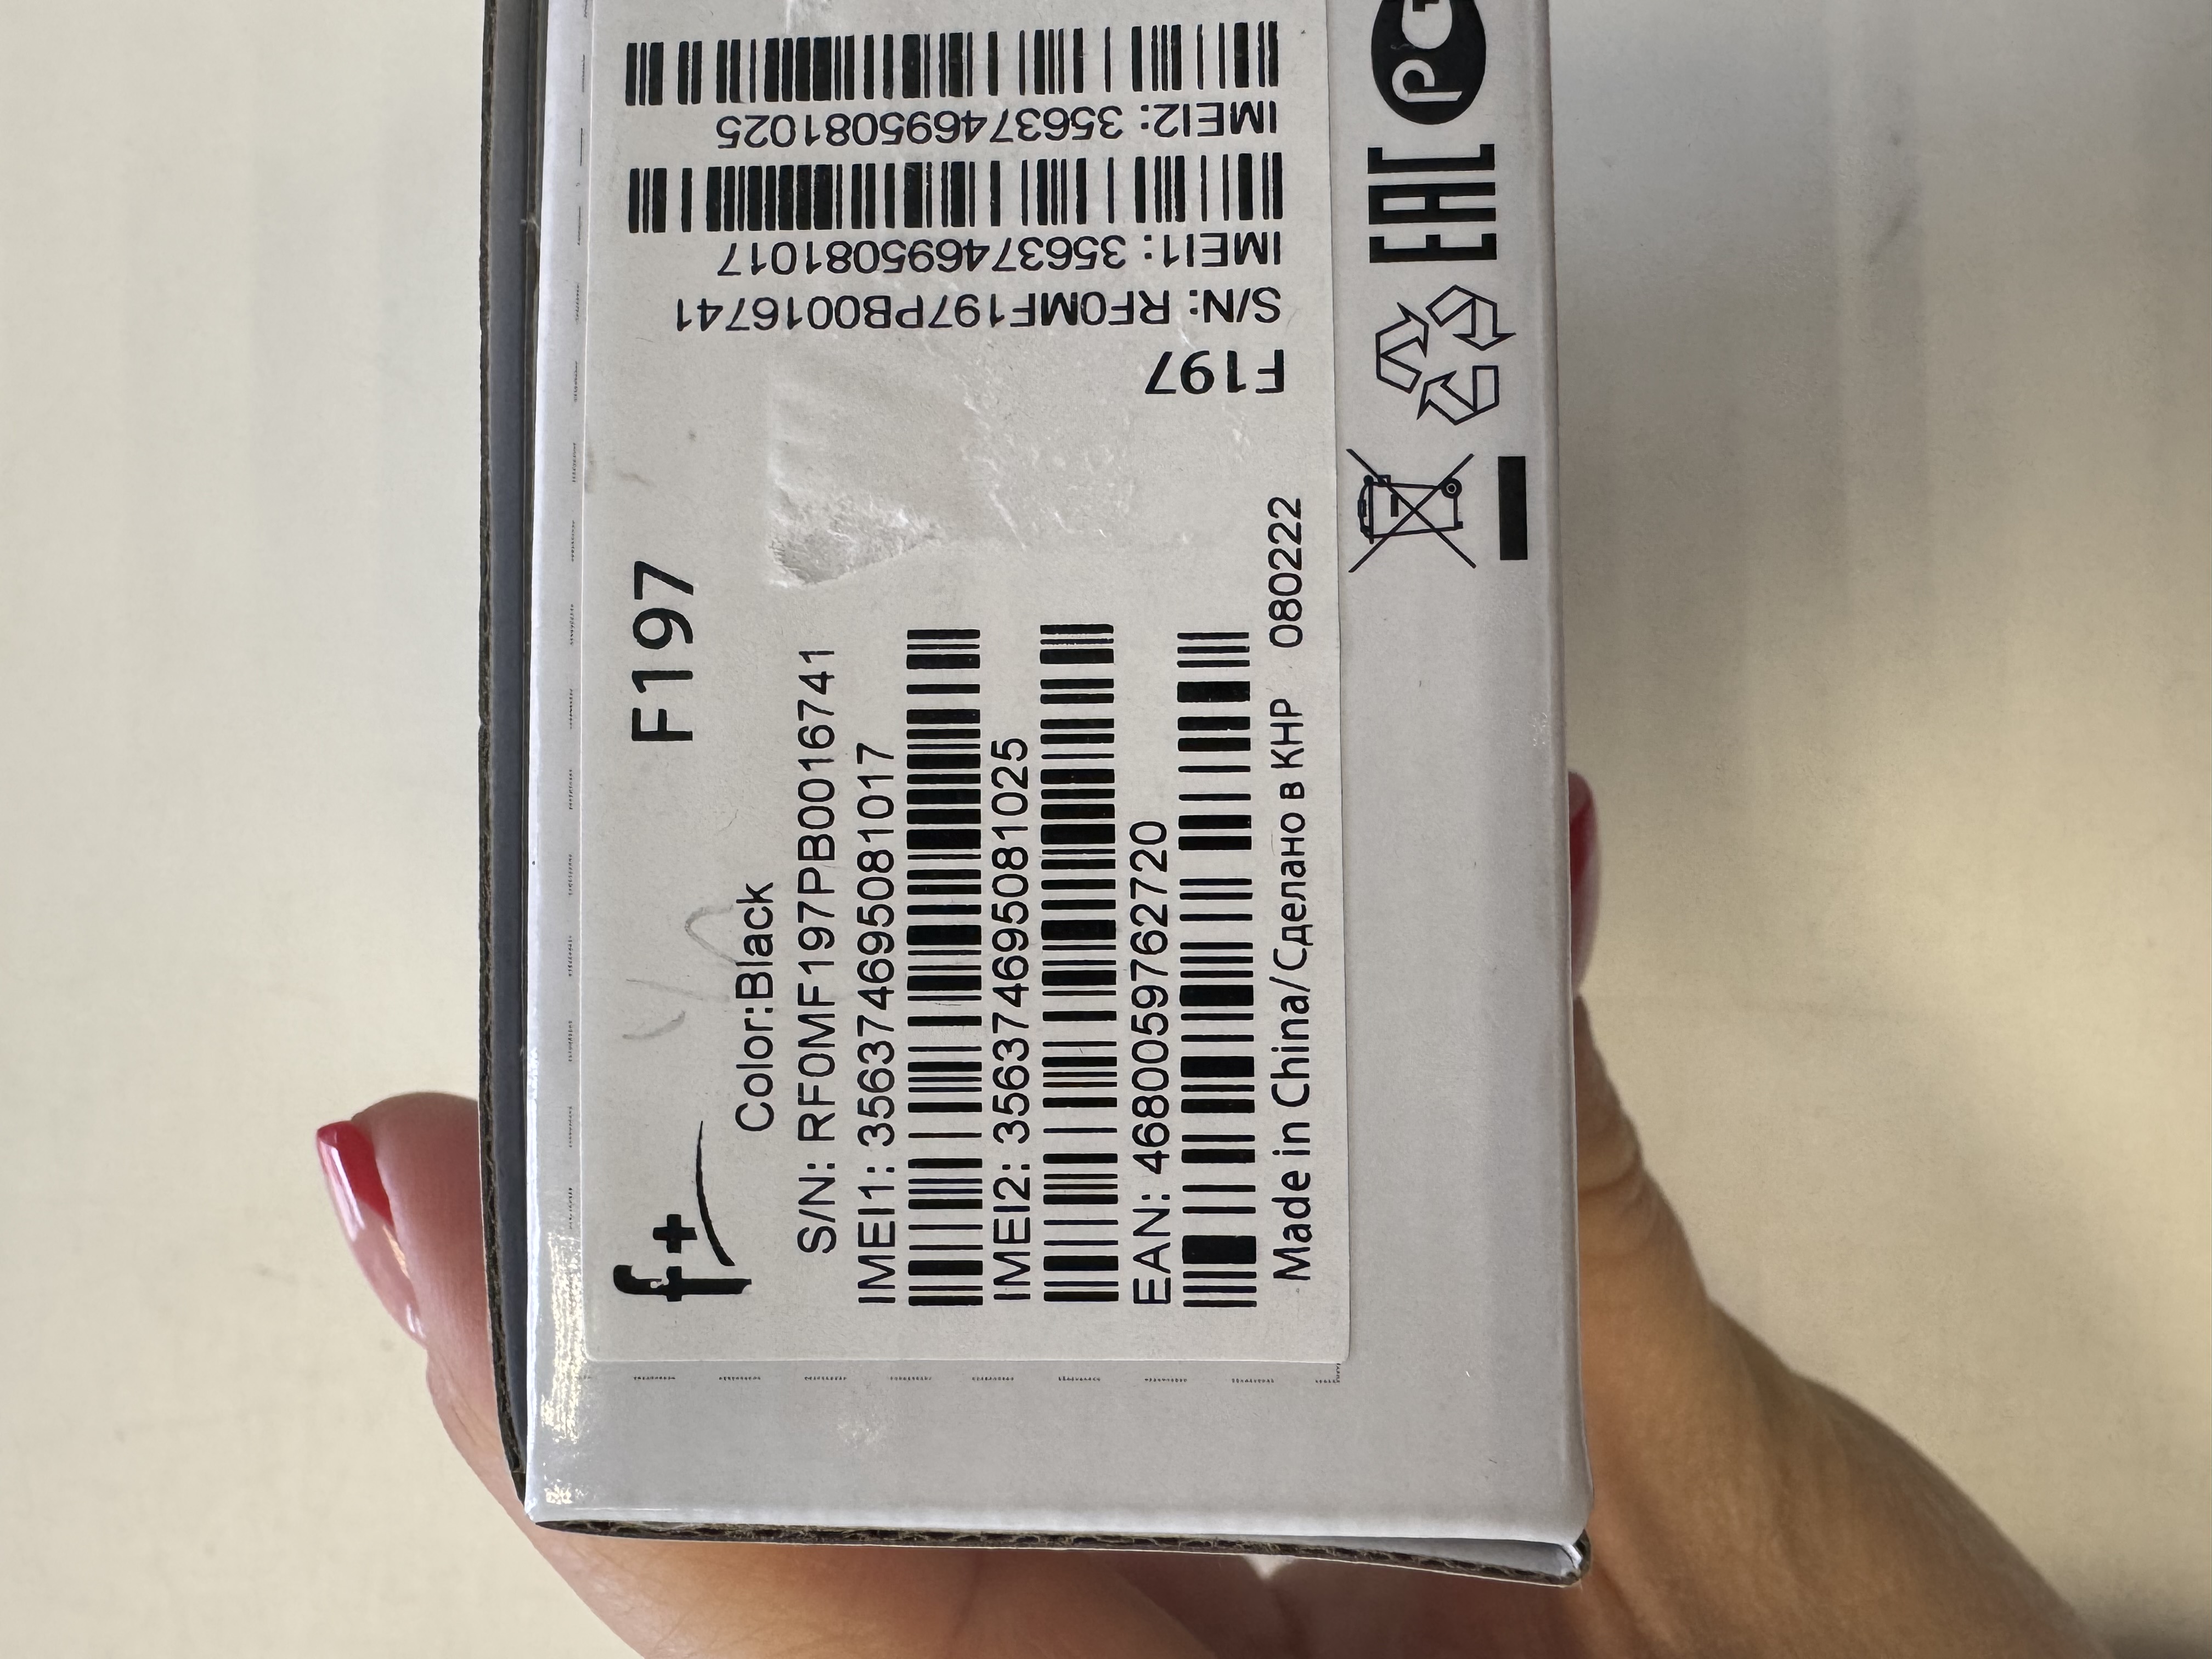 f+ F197
Color:Black
S/N: RF0MF197PB0016741
IMEI1: 356374695081017
IMEI2: 356374695081025
EAN: 4680059762720
Made in China/Сделано в КНР 080222
F197
S/N: RF0MF197PB0016741
IMEI1: 356374695081017
IMEI2: 356374695081025
EAC